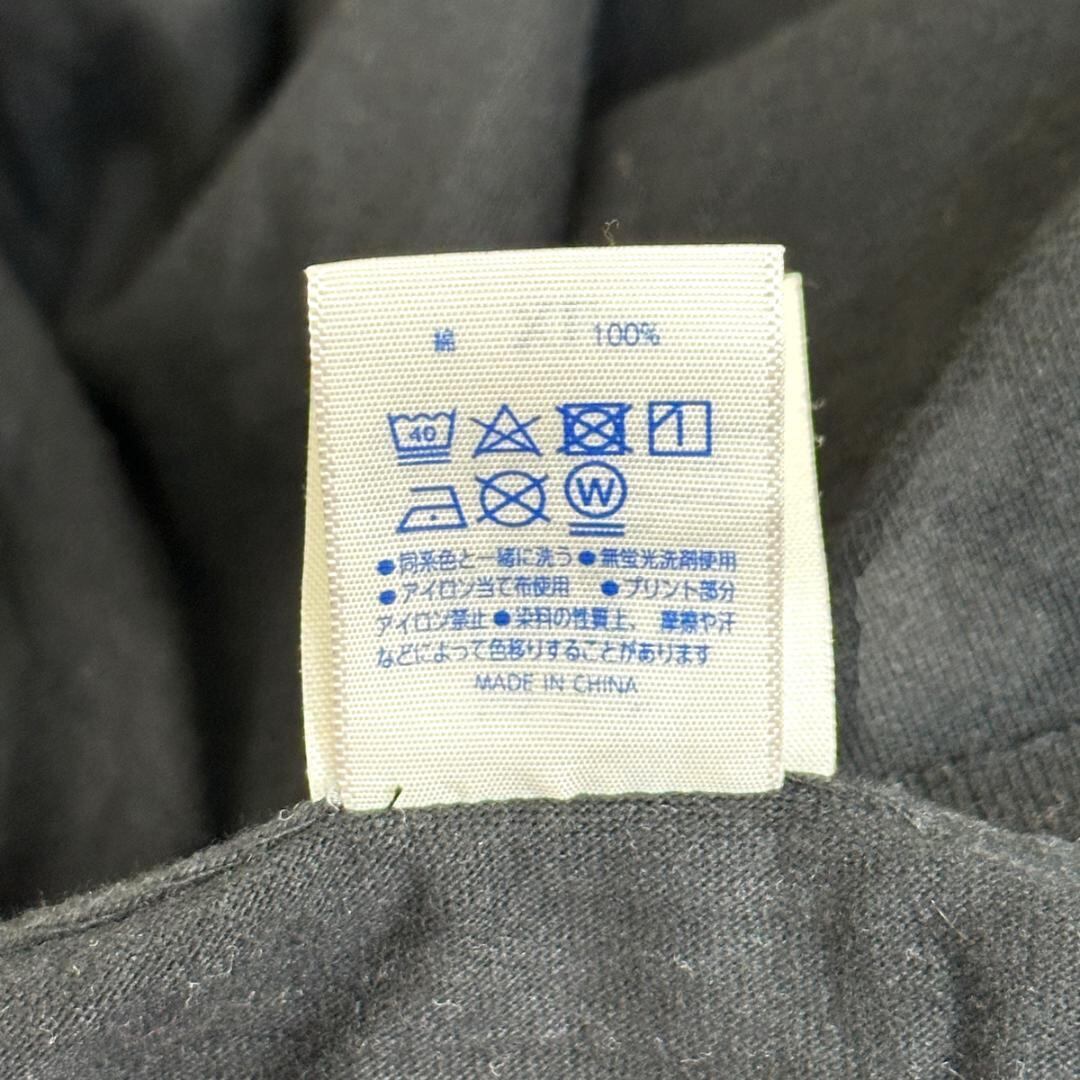 綿 100%
40
W
●同系色と一緒に洗う ●無蛍光洗剤使用
●アイロン当て布使用 ●プリント部分
アイロン禁止 ●染料の性質上、摩擦や汗
などによって色移りすることがあります
MADE IN CHINA